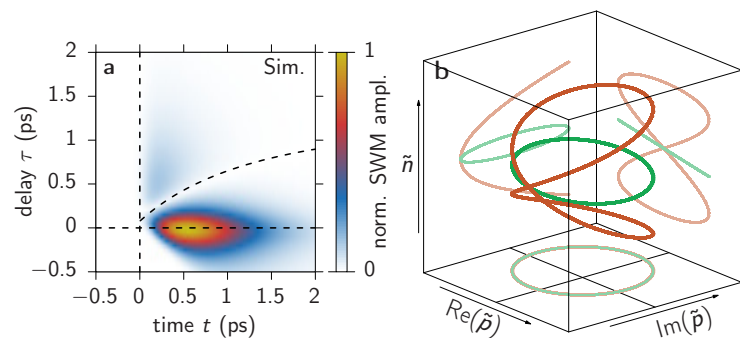 a
Sim.
2
1.5
1
0.5
0
−0.5
−0.5
0
0.5
1
1.5
2
time t (ps)
delay τ (ps)
1
0
norm. SWM ampl.
b
ñ
Re(p̃)
Im(p̃)